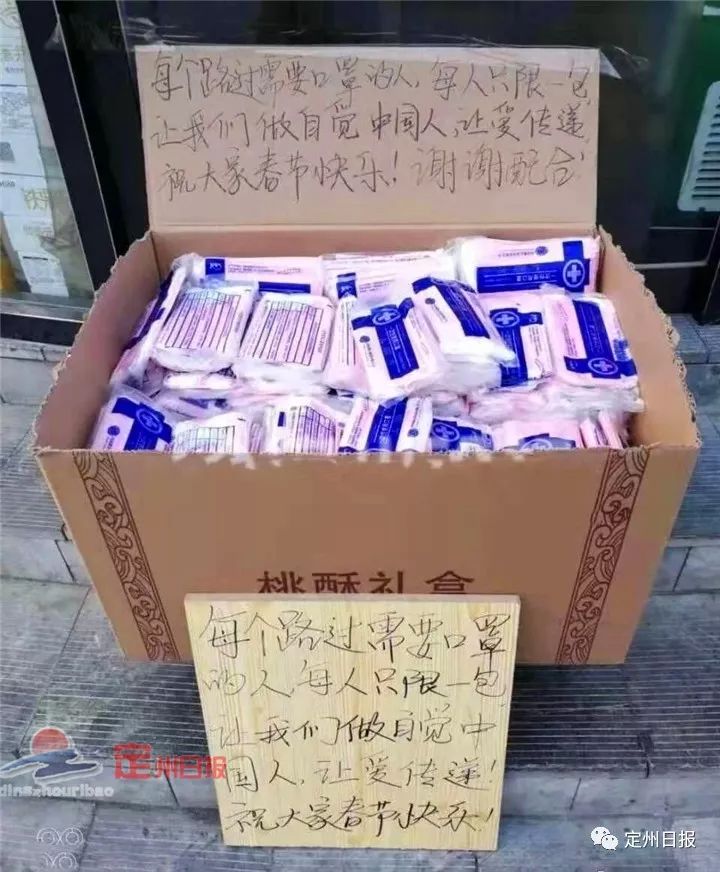 每个路过需要口罩的人,每人只限一包
让我们做自觉中国人,让爱传递
祝大家春节快乐!谢谢配合!
桃酥礼盒
每个路过需要口罩
的人,每人只限一包
让我们做自觉中
国人,让爱传递!
祝大家春节快乐!
定州日报
dingzhouribao
定州日报